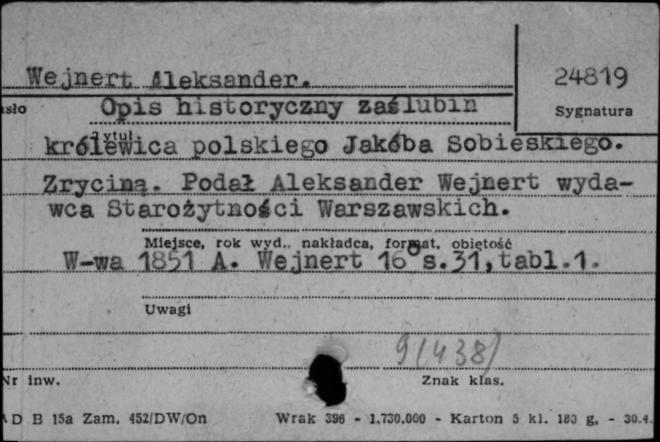 Wejnert Aleksander.
24819
asło
Opis historyczny zaślubin
Sygnatura
tytuł
królewica polskiego Jakóba Sobieskiego.
Zryciną. Podał Aleksander Wejnert wyda-
wca Starożytności Warszawskich.
Miejsce, rok wyd., nakładca, format, obiętość
W-wa 1851 A. Wejnert 16° s.31,tabl.1.
Uwagi
9(438)
Nr inw.
Znak klas.
A D B 15a Zam. 452/DW/On Wrak 396 - 1.730.000 - Karton 5 kl. 180 g, - 30.4.